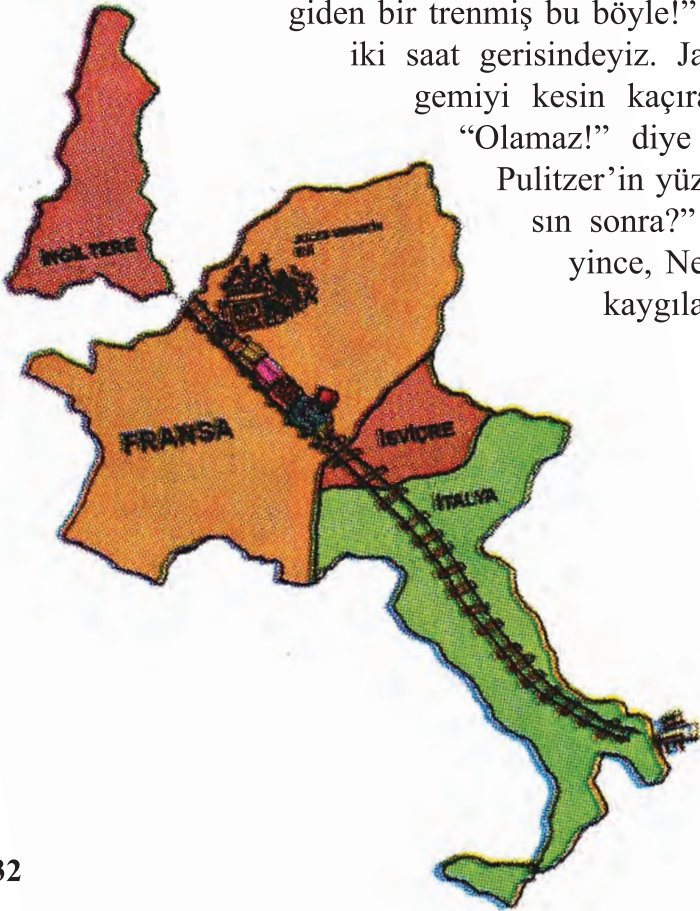 giden bir trenmiş bu böyle!”
iki saat gerisindeyiz. Ja
gemiyi kesin kaçıra
“Olamaz!” diye
Pulitzer’in yüz
sın sonra?”
yince, Ne
kaygıla
İNGİLTERE
FRANSA
İSVİÇRE
İTALYA
32